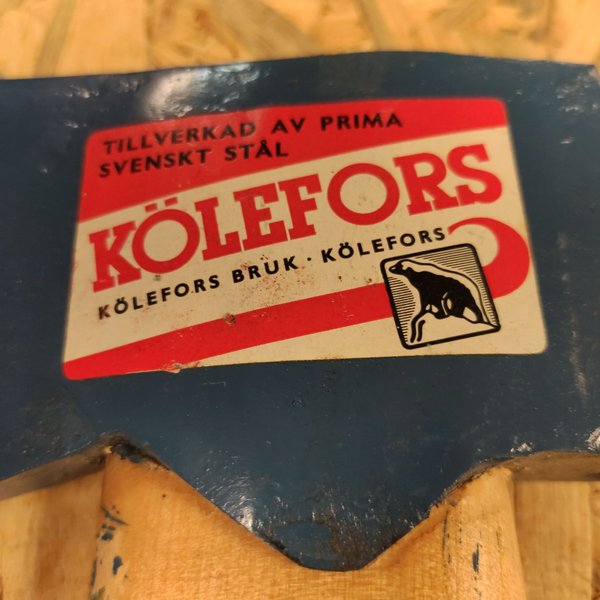 TILLVERKAD AV PRIMA
SVENSKT STÅL
KÖLEFORS
KÖLEFORS BRUK · KÖLEFORS